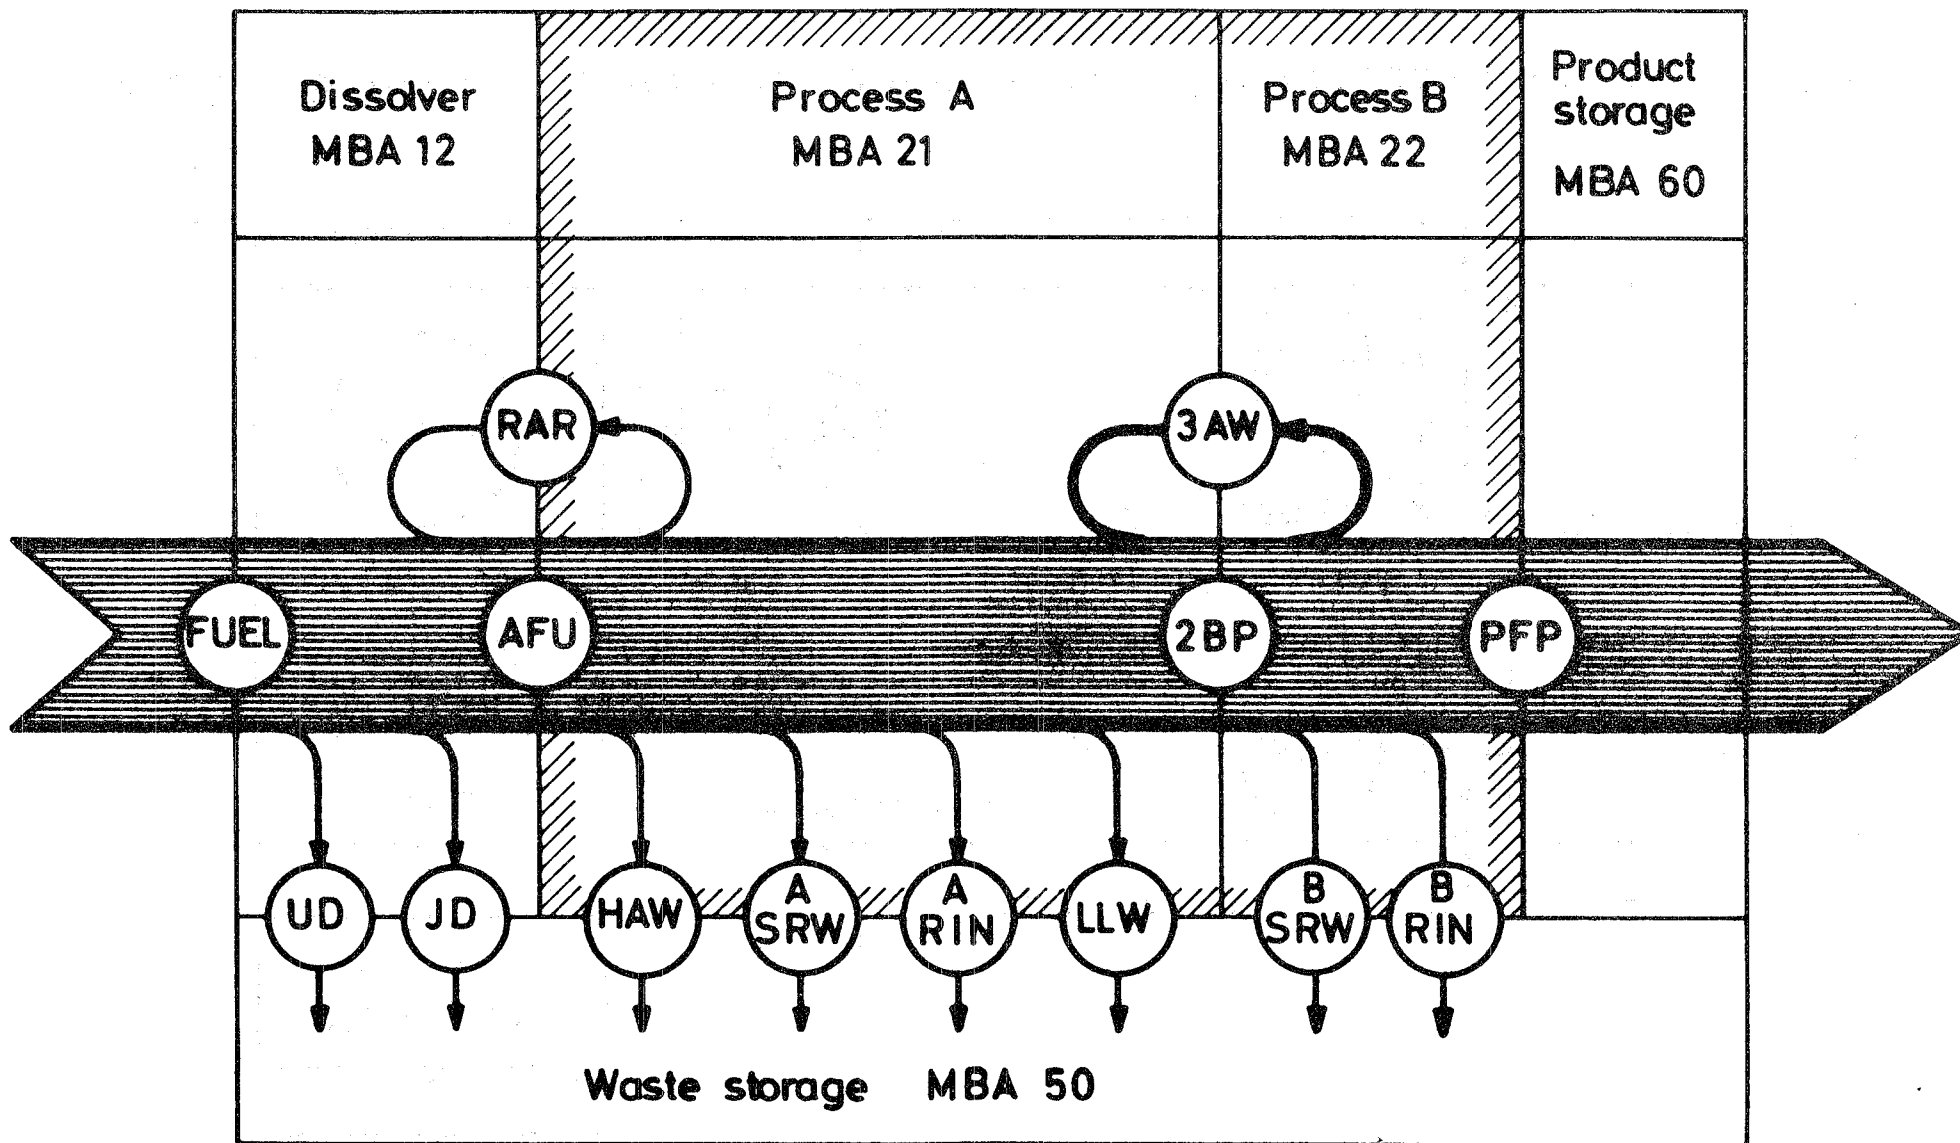 Dissolver
MBA 12
Process A
MBA 21
Process B
MBA 22
Product
storage
MBA 60
RAR
3AW
FUEL
AFU
2BP
PFP
UD
JD
HAW
A
SRW
A
RIN
LLW
B
SRW
B
RIN
Waste storage MBA 50